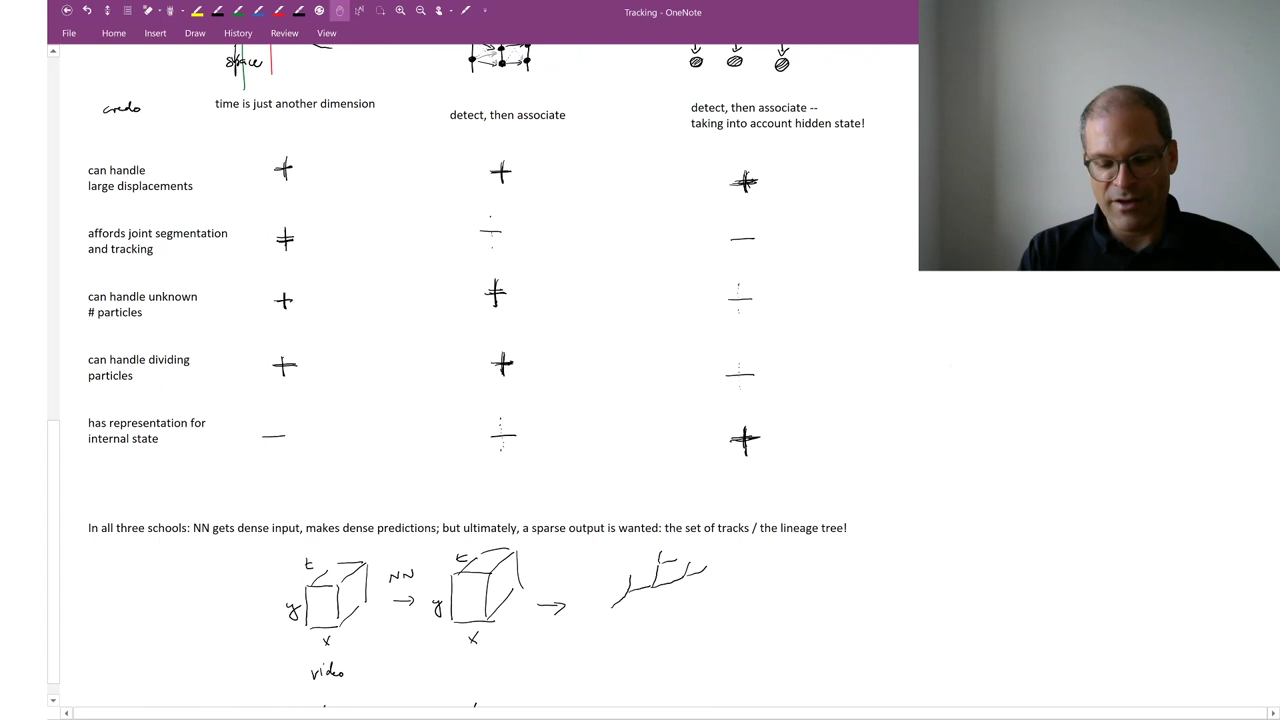 Tracking - OneNote
File Home Insert Draw History Review View
space
credo
time is just another dimension
detect, then associate
detect, then associate --
taking into account hidden state!
can handle
large displacements
+ + +
affords joint segmentation
and tracking
can handle unknown
# particles
can handle dividing
particles
has representation for
internal state
In all three schools: NN gets dense input, makes dense predictions; but ultimately, a sparse output is wanted: the set of tracks / the lineage tree!
t t
NN
y → y →
x x
video